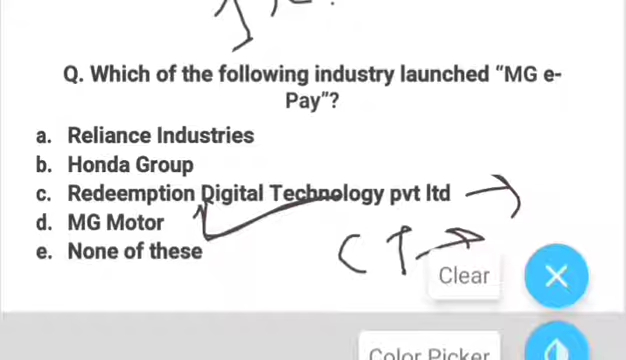 Q. Which of the following industry launched “MG e-
Pay”?
a. Reliance Industries
b. Honda Group
c. Redeemption Digital Technology pvt ltd
d. MG Motor
e. None of these
Clear
Color Picker